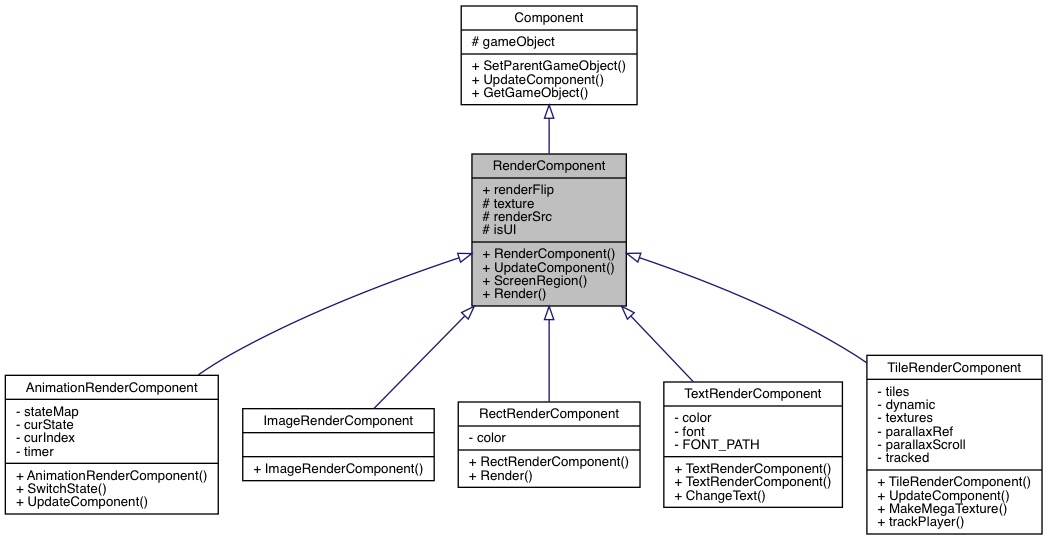 Component
# gameObject
+ SetParentGameObject()
+ UpdateComponent()
+ GetGameObject()
RenderComponent
+ renderFlip
# texture
# renderSrc
# isUI
+ RenderComponent()
+ UpdateComponent()
+ ScreenRegion()
+ Render()
AnimationRenderComponent
- stateMap
- curState
- curIndex
- timer
+ AnimationRenderComponent()
+ SwitchState()
+ UpdateComponent()
ImageRenderComponent
+ ImageRenderComponent()
RectRenderComponent
- color
+ RectRenderComponent()
+ Render()
TextRenderComponent
- color
- font
- FONT_PATH
+ TextRenderComponent()
+ TextRenderComponent()
+ ChangeText()
TileRenderComponent
- tiles
- dynamic
- textures
- parallaxRef
- parallaxScroll
- tracked
+ TileRenderComponent()
+ UpdateComponent()
+ MakeMegaTexture()
+ trackPlayer()